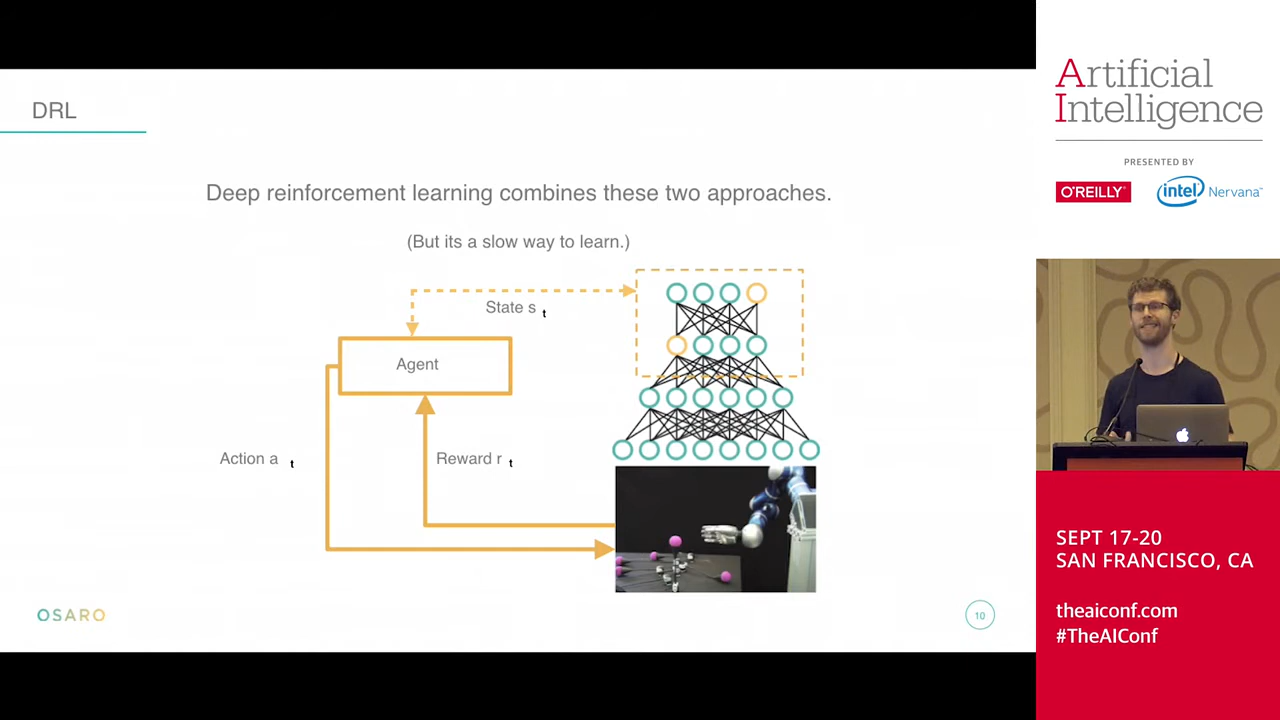 DRL
Deep reinforcement learning combines these two approaches.
(But its a slow way to learn.)
State s t
Agent
Action a t
Reward r t
OSARO
10
Artificial
Intelligence
PRESENTED BY
O'REILLY
intel Nervana
SEPT 17-20
SAN FRANCISCO, CA
theaiconf.com
#TheAIConf